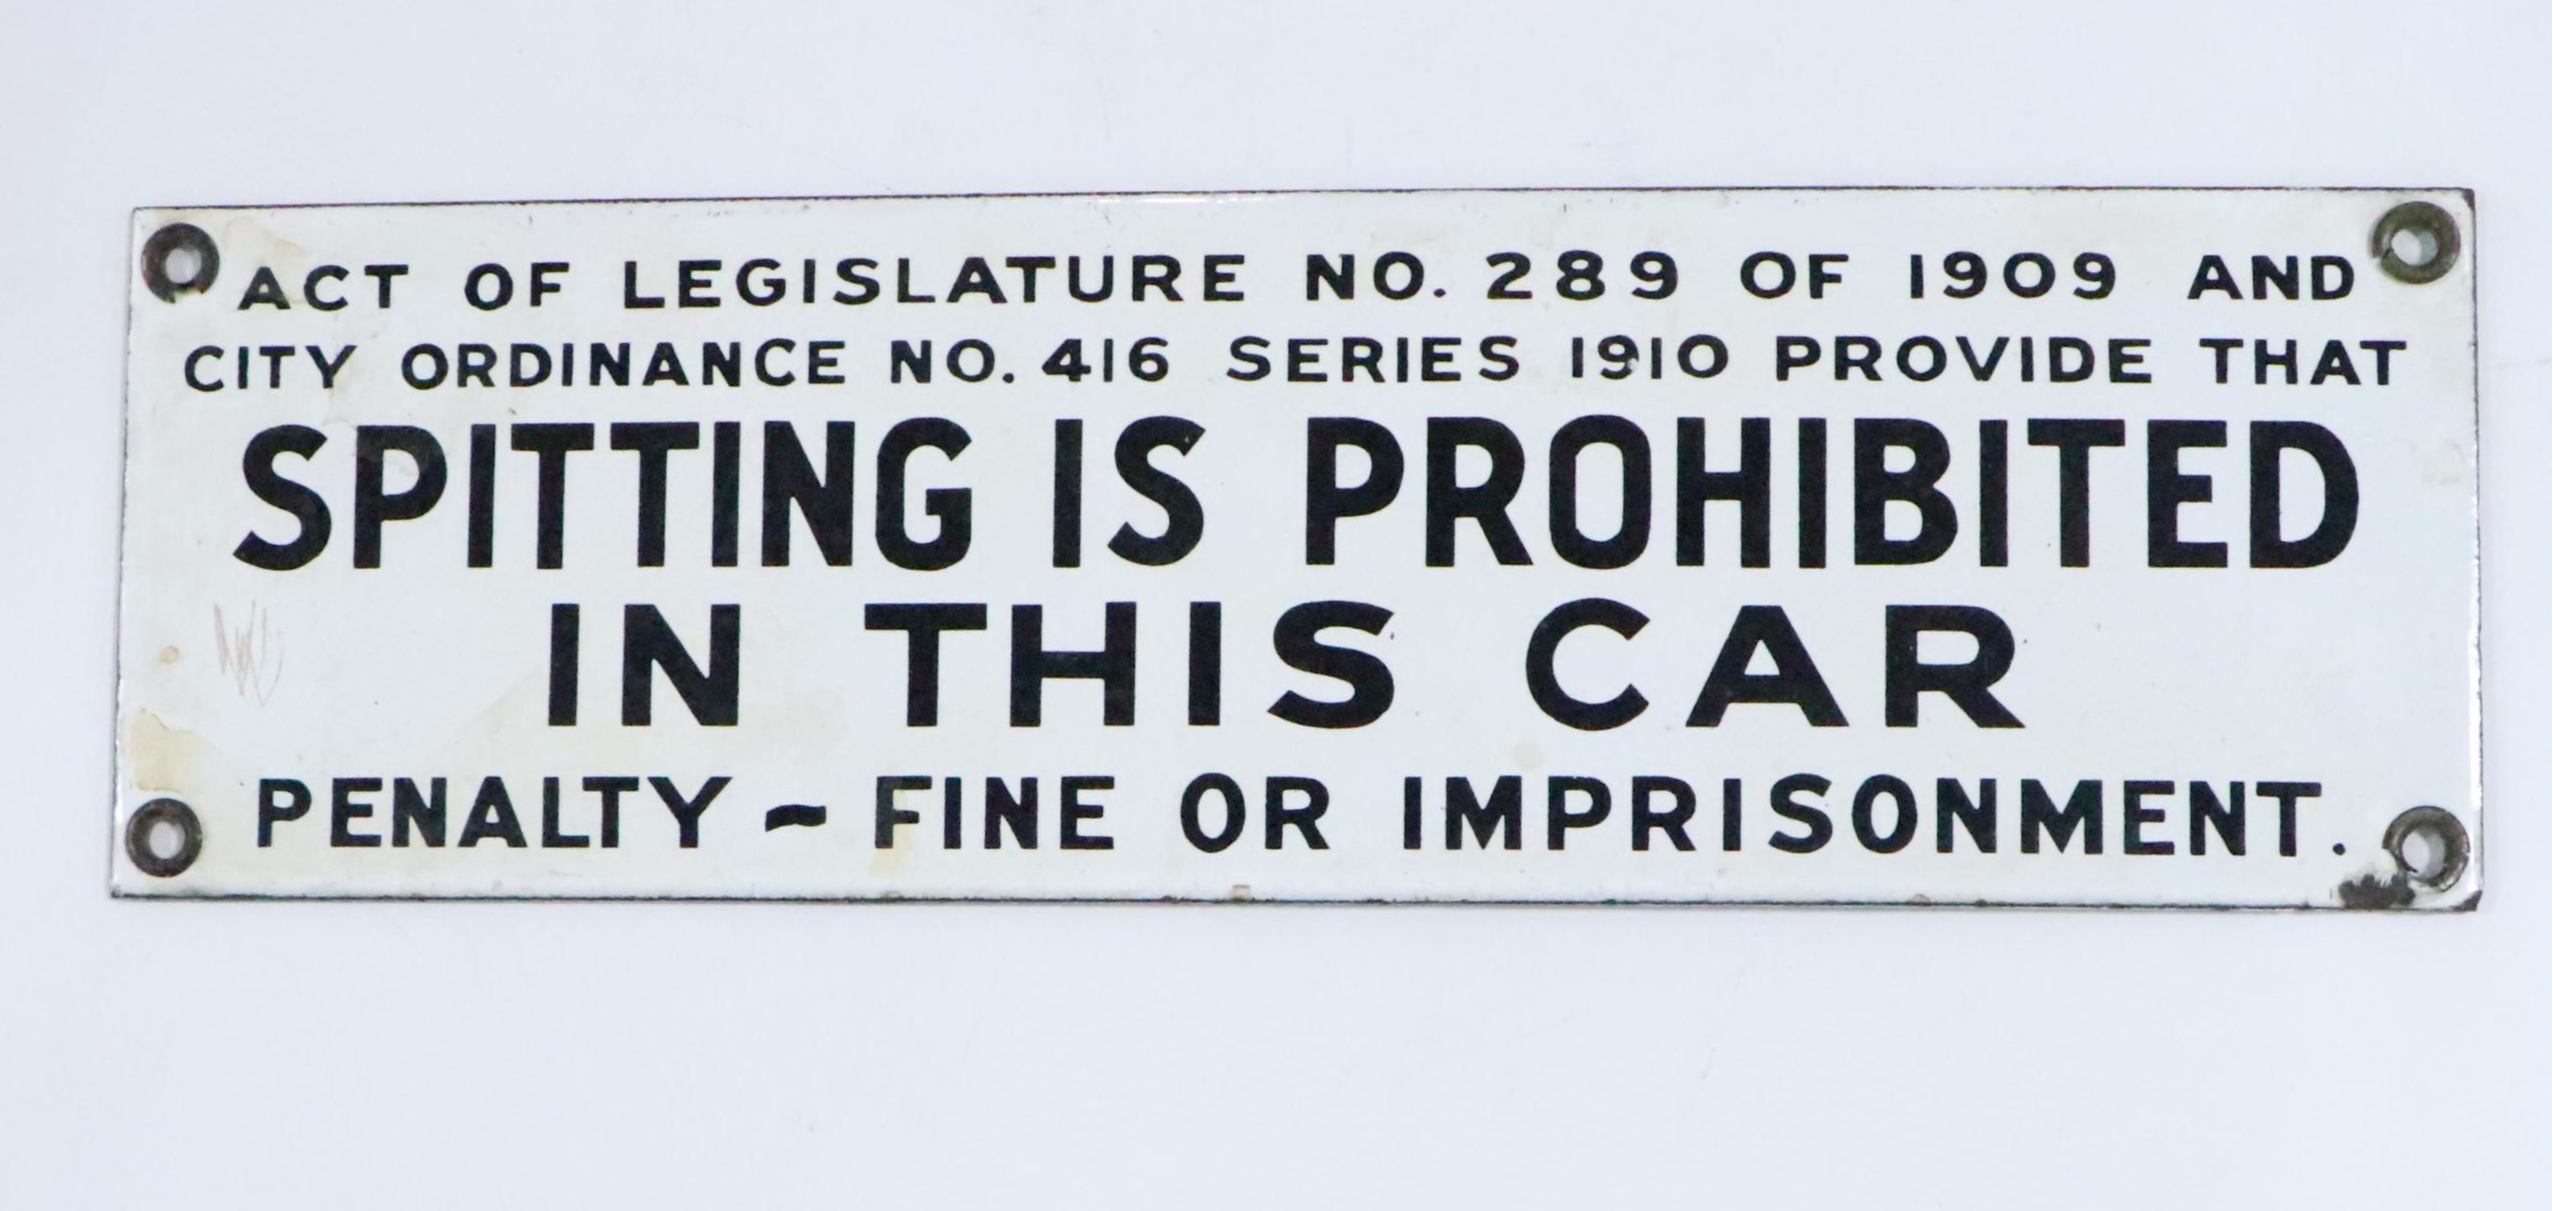 ACT OF LEGISLATURE NO. 289 OF 1909 AND
CITY ORDINANCE NO. 416 SERIES 1910 PROVIDE THAT
SPITTING IS PROHIBITED
IN THIS CAR
PENALTY ~ FINE OR IMPRISONMENT.